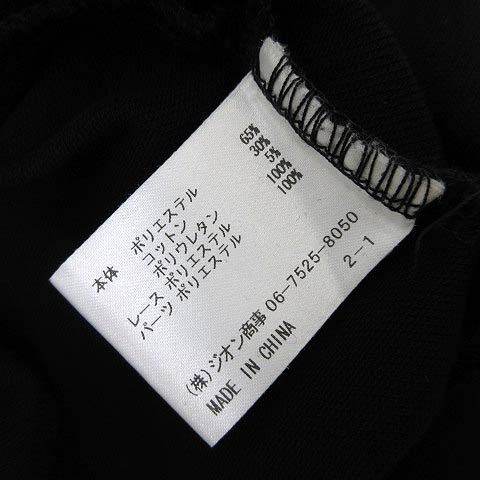 本体 ポリエステル 65%
コットン 30%
ポリウレタン 5%
レース ポリエステル 100%
パーツ ポリエステル 100%
(株)ジオン商事 06-7525-8050
MADE IN CHINA 2-1